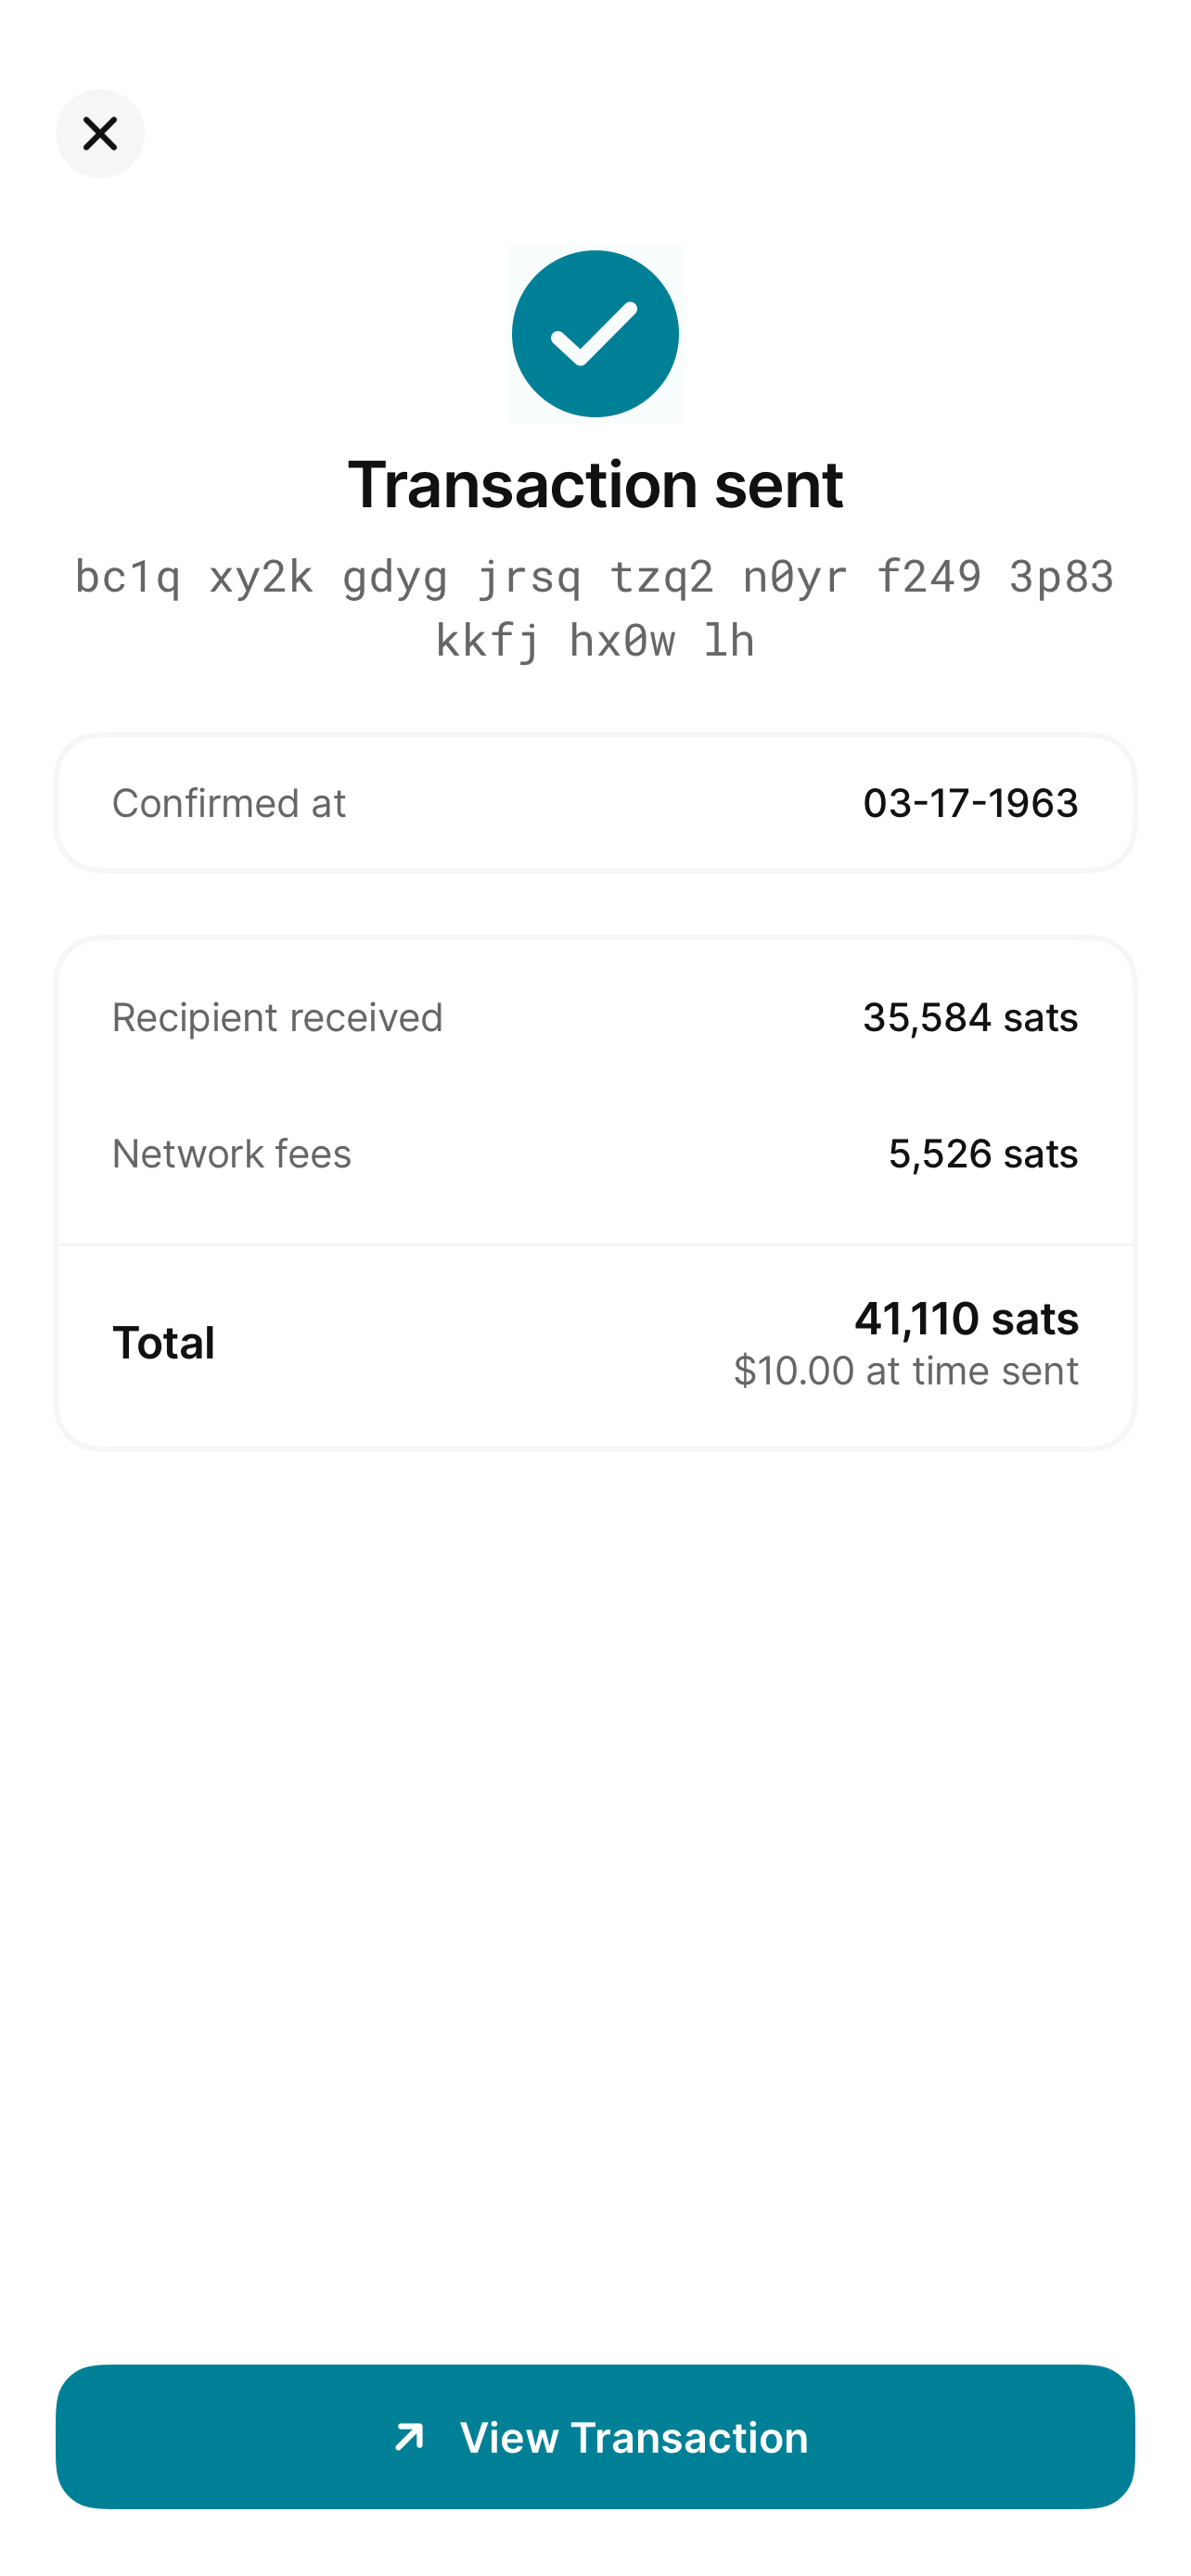 Transaction sent
bc1q xy2k gdyg jrsq tzq2 n0yr f249 3p83
kkfj hx0w lh
Confirmed at 03-17-1963
Recipient received 35,584 sats
Network fees 5,526 sats
Total 41,110 sats
$10.00 at time sent
View Transaction